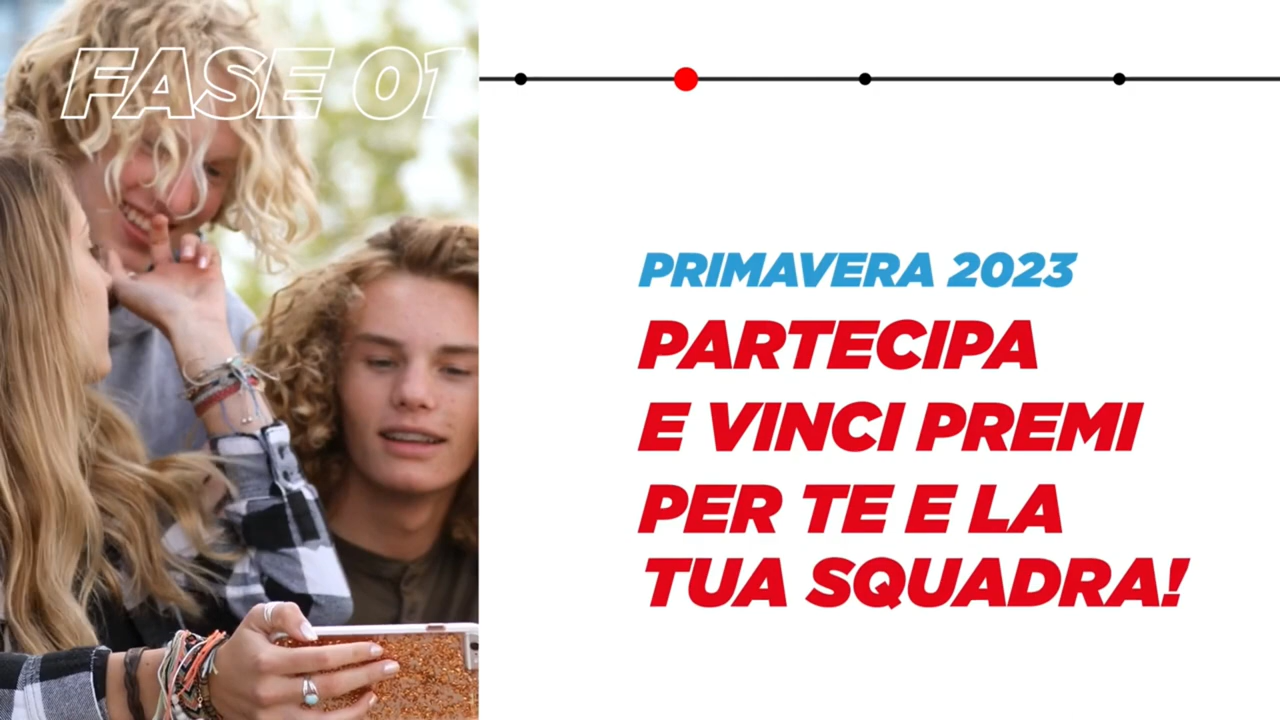 FASE 01
PRIMAVERA 2023
PARTECIPA
E VINCI PREMI
PER TE E LA
TUA SQUADRA!